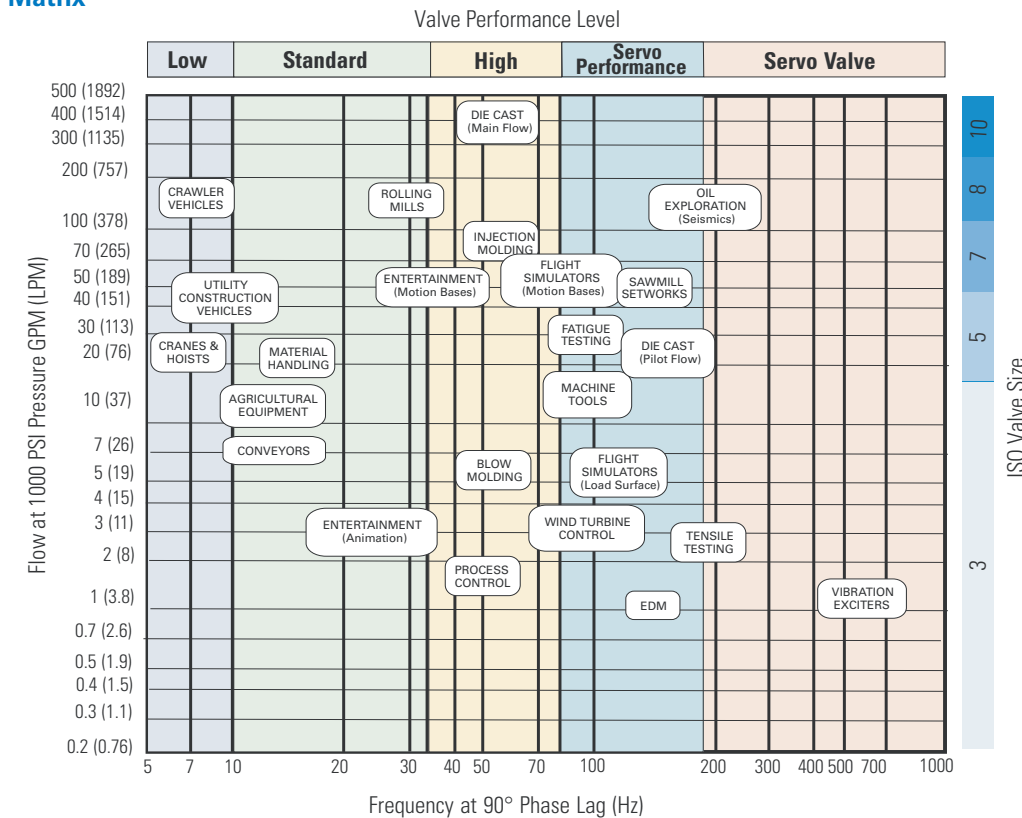 Matrix
Valve Performance Level
Low
Standard
High
Servo
Performance
Servo Valve
Flow at 1000 PSI Pressure GPM (LPM)
500 (1892)
400 (1514)
300 (1135)
200 (757)
100 (378)
70 (265)
50 (189)
40 (151)
30 (113)
20 (76)
10 (37)
7 (26)
5 (19)
4 (15)
3 (11)
2 (8)
1 (3.8)
0.7 (2.6)
0.5 (1.9)
0.4 (1.5)
0.3 (1.1)
0.2 (0.76)
DIE CAST
(Main Flow)
CRAWLER
VEHICLES
ROLLING
MILLS
OIL
EXPLORATION
(Seismics)
INJECTION
MOLDING
UTILITY
CONSTRUCTION
VEHICLES
ENTERTAINMENT
(Motion Bases)
FLIGHT
SIMULATORS
(Motion Bases)
SAWMILL
SETWORKS
FATIGUE
TESTING
CRANES &
HOISTS
MATERIAL
HANDLING
DIE CAST
(Pilot Flow)
AGRICULTURAL
EQUIPMENT
MACHINE
TOOLS
CONVEYORS
BLOW
MOLDING
FLIGHT
SIMULATORS
(Load Surface)
ENTERTAINMENT
(Animation)
WIND TURBINE
CONTROL
TENSILE
TESTING
PROCESS
CONTROL
EDM
VIBRATION
EXCITERS
10
8
7
5
3
ISO Valve Size
5 7 10 20 30 40 50 70 100 200 300 400 500 700 1000
Frequency at 90° Phase Lag (Hz)